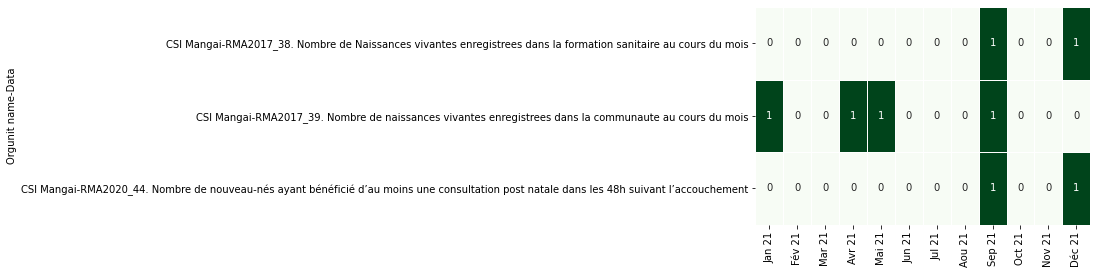 Orgunit name-Data
CSI Mangai-RMA2017_38. Nombre de Naissances vivantes enregistrees dans la formation sanitaire au cours du mois
0 0 0 0 0 0 0 0 1 0 0 1
CSI Mangai-RMA2017_39. Nombre de naissances vivantes enregistrees dans la communaute au cours du mois
1 0 0 1 1 0 0 0 1 0 0 0
CSI Mangai-RMA2020_44. Nombre de nouveau-nés ayant bénéficié d’au moins une consultation post natale dans les 48h suivant l’accouchement
0 0 0 0 0 0 0 0 1 0 0 1
Jan 21
Fév 21
Mar 21
Avr 21
Mai 21
Jun 21
Jul 21
Aou 21
Sep 21
Oct 21
Nov 21
Déc 21